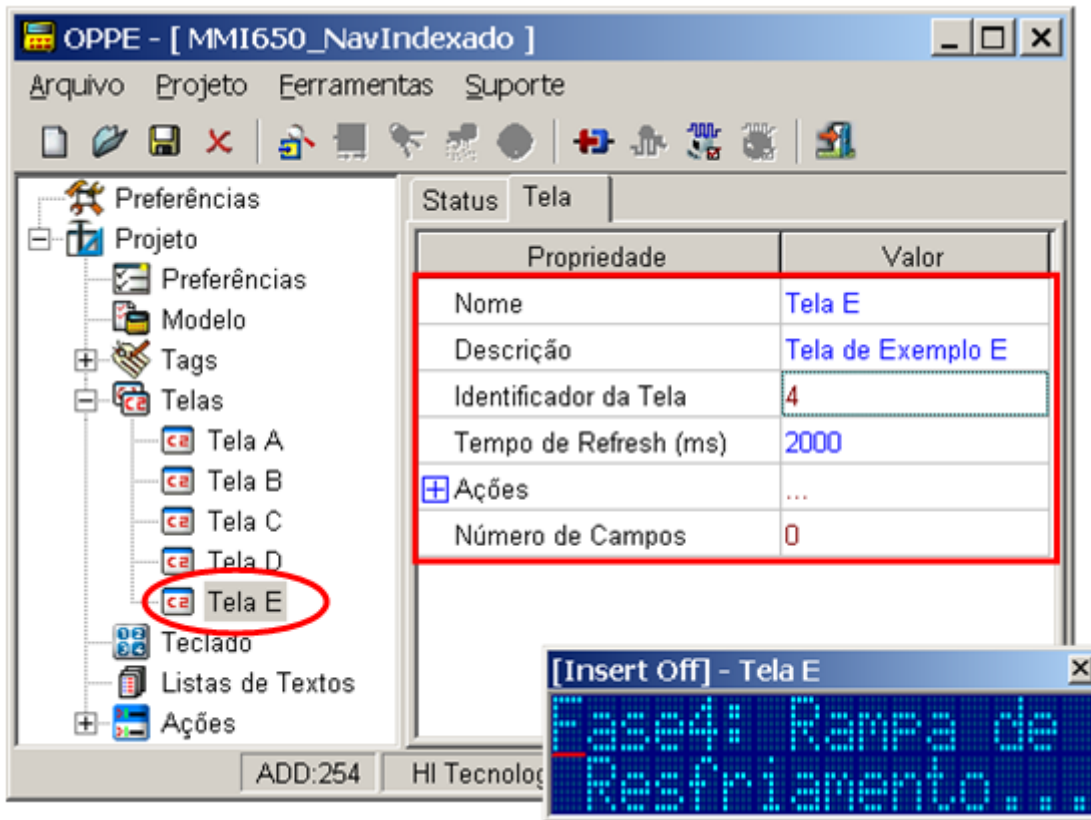 OPPE - [ MMI650_NavIndexado ]
Arquivo Projeto Ferramentas Suporte
Preferências
Projeto
Preferências
Modelo
Tags
Telas
Tela A
Tela B
Tela C
Tela D
Tela E
Teclado
Listas de Textos
Ações
Status Tela
Propriedade Valor
Nome Tela E
Descrição Tela de Exemplo E
Identificador da Tela 4
Tempo de Refresh (ms) 2000
Ações ...
Número de Campos 0
[Insert Off] - Tela E
Fase4: Rampa de
Resfriamento...
ADD:254 HI Tecnolog